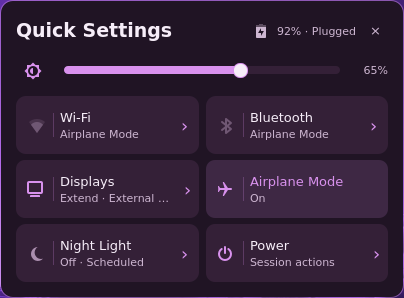 Quick Settings
92% · Plugged
65%
Wi-Fi
Airplane Mode
Bluetooth
Airplane Mode
Displays
Extend · External ...
Airplane Mode
On
Night Light
Off · Scheduled
Power
Session actions